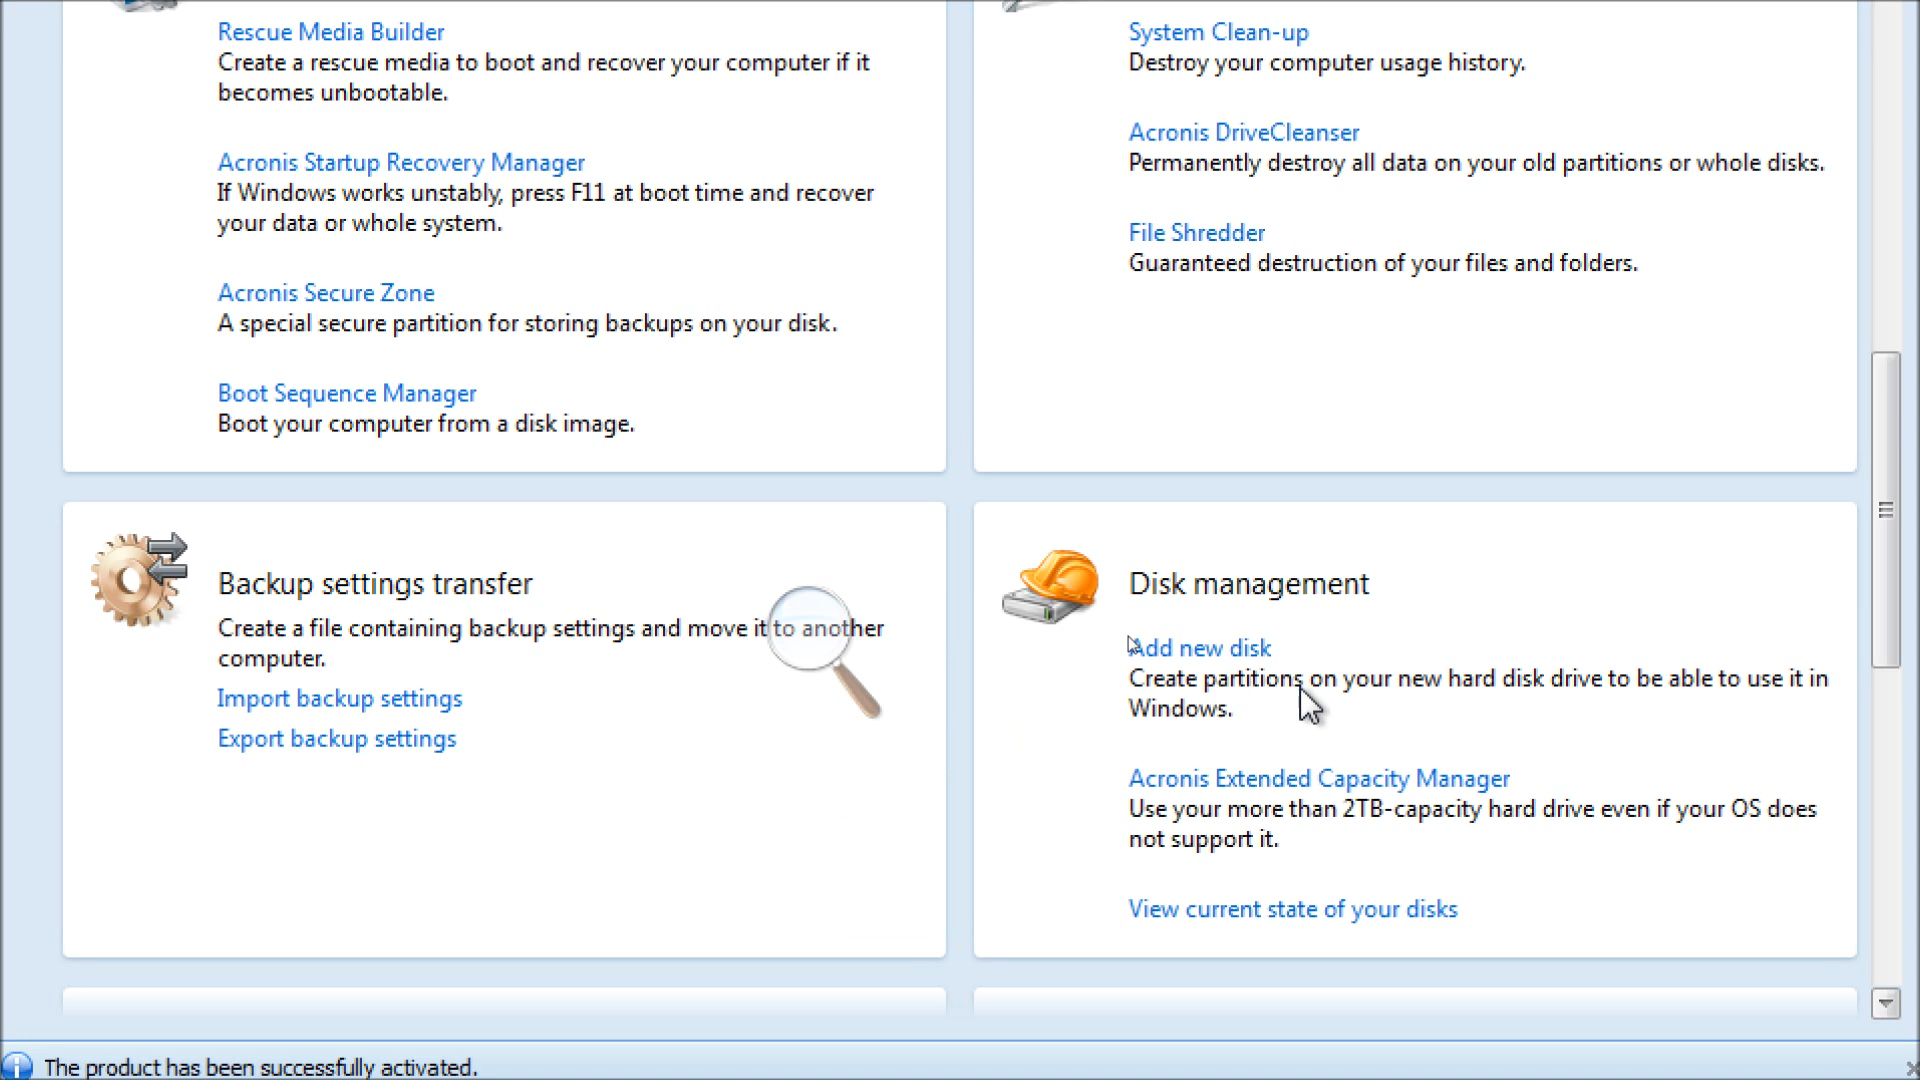 Rescue Media Builder
Create a rescue media to boot and recover your computer if it
becomes unbootable.
Acronis Startup Recovery Manager
If Windows works unstably, press F11 at boot time and recover
your data or whole system.
Acronis Secure Zone
A special secure partition for storing backups on your disk.
Boot Sequence Manager
Boot your computer from a disk image.
System Clean-up
Destroy your computer usage history.
Acronis DriveCleanser
Permanently destroy all data on your old partitions or whole disks.
File Shredder
Guaranteed destruction of your files and folders.
Backup settings transfer
Create a file containing backup settings and move it to another
computer.
Import backup settings
Export backup settings
Disk management
Add new disk
Create partitions on your new hard disk drive to be able to use it in
Windows.
Acronis Extended Capacity Manager
Use your more than 2TB-capacity hard drive even if your OS does
not support it.
View current state of your disks
The product has been successfully activated.